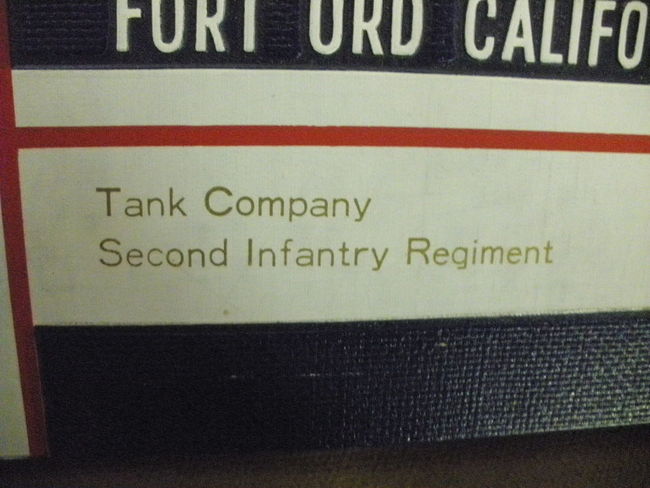 FORT ORD CALIFO
Tank Company
Second Infantry Regiment